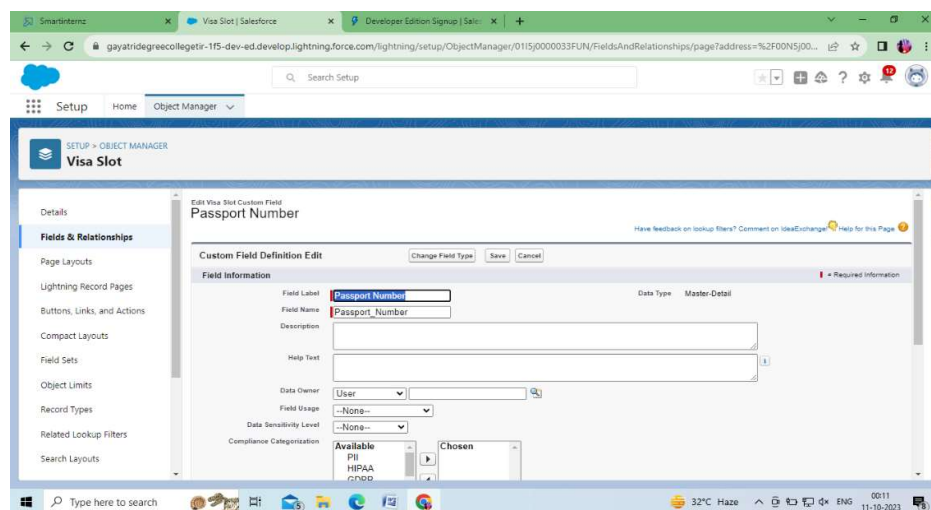 Smartinternz
Visa Slot | Salesforce
Developer Edition Signup | Sale
gayatridegreecollegetir-1f5-dev-ed.develop.lightning.force.com/lightning/setup/ObjectManager/01I5j0000033FUN/FieldsAndRelationships/page?address=%2F00N5j00...
Search Setup
12
Setup
Home
Object Manager
SETUP > OBJECT MANAGER
Visa Slot
Details
Fields & Relationships
Page Layouts
Lightning Record Pages
Buttons, Links, and Actions
Compact Layouts
Field Sets
Object Limits
Record Types
Related Lookup Filters
Search Layouts
Edit Visa Slot Custom Field
Passport Number
Have feedback on lookup filters? Comment on IdeaExchange!
Help for this Page
Custom Field Definition Edit
Change Field Type
Save
Cancel
Field Information
= Required Information
Field Label
Passport Number
Data Type
Master-Detail
Field Name
Passport_Number
Description
Help Text
Data Owner
User
Field Usage
--None--
Data Sensitivity Level
--None--
Compliance Categorization
Available
Chosen
PII
HIPAA
GDPR
Type here to search
32°C Haze
ENG
00:11
11-10-2023